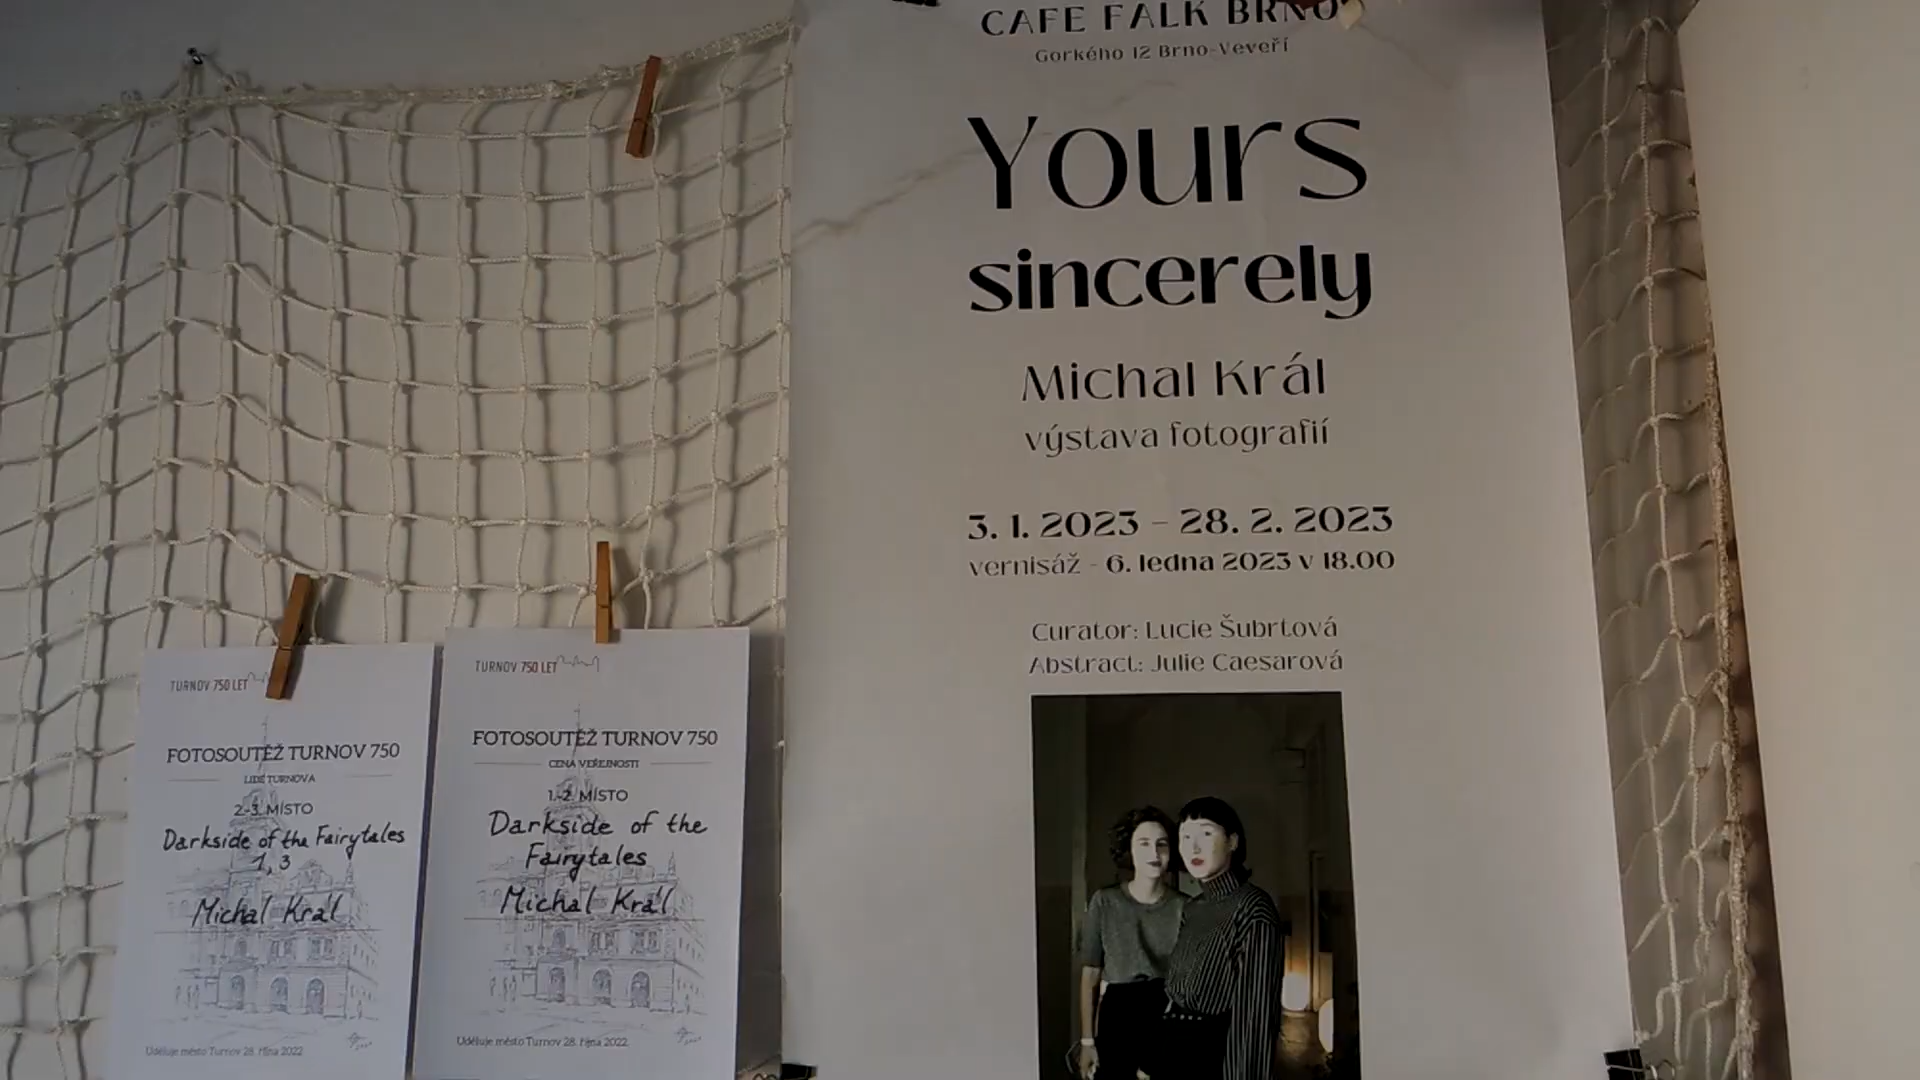 CAFE FALK BRNO
Gorkého 12 Brno-Veveří
Yours
sincerely
Michal Král
výstava fotografií
3. 1. 2023 – 28. 2. 2023
vernisáž - 6. ledna 2023 v 18.00
Curator: Lucie Šubrtová
Abstract: Julie Caesarová
TURNOV 750 LET
FOTOSOUTĚŽ TURNOV 750
LIDÉ TURNOVA
2.-3. MÍSTO
Darkside of the Fairytales
1, 3
Michal Král
Uděluje město Turnov 28. října 2022
TURNOV 750 LET
FOTOSOUTĚŽ TURNOV 750
CENA VEŘEJNOSTI
1.-2. MÍSTO
Darkside of the
Fairytales
Michal Král
Uděluje město Turnov 28. října 2022